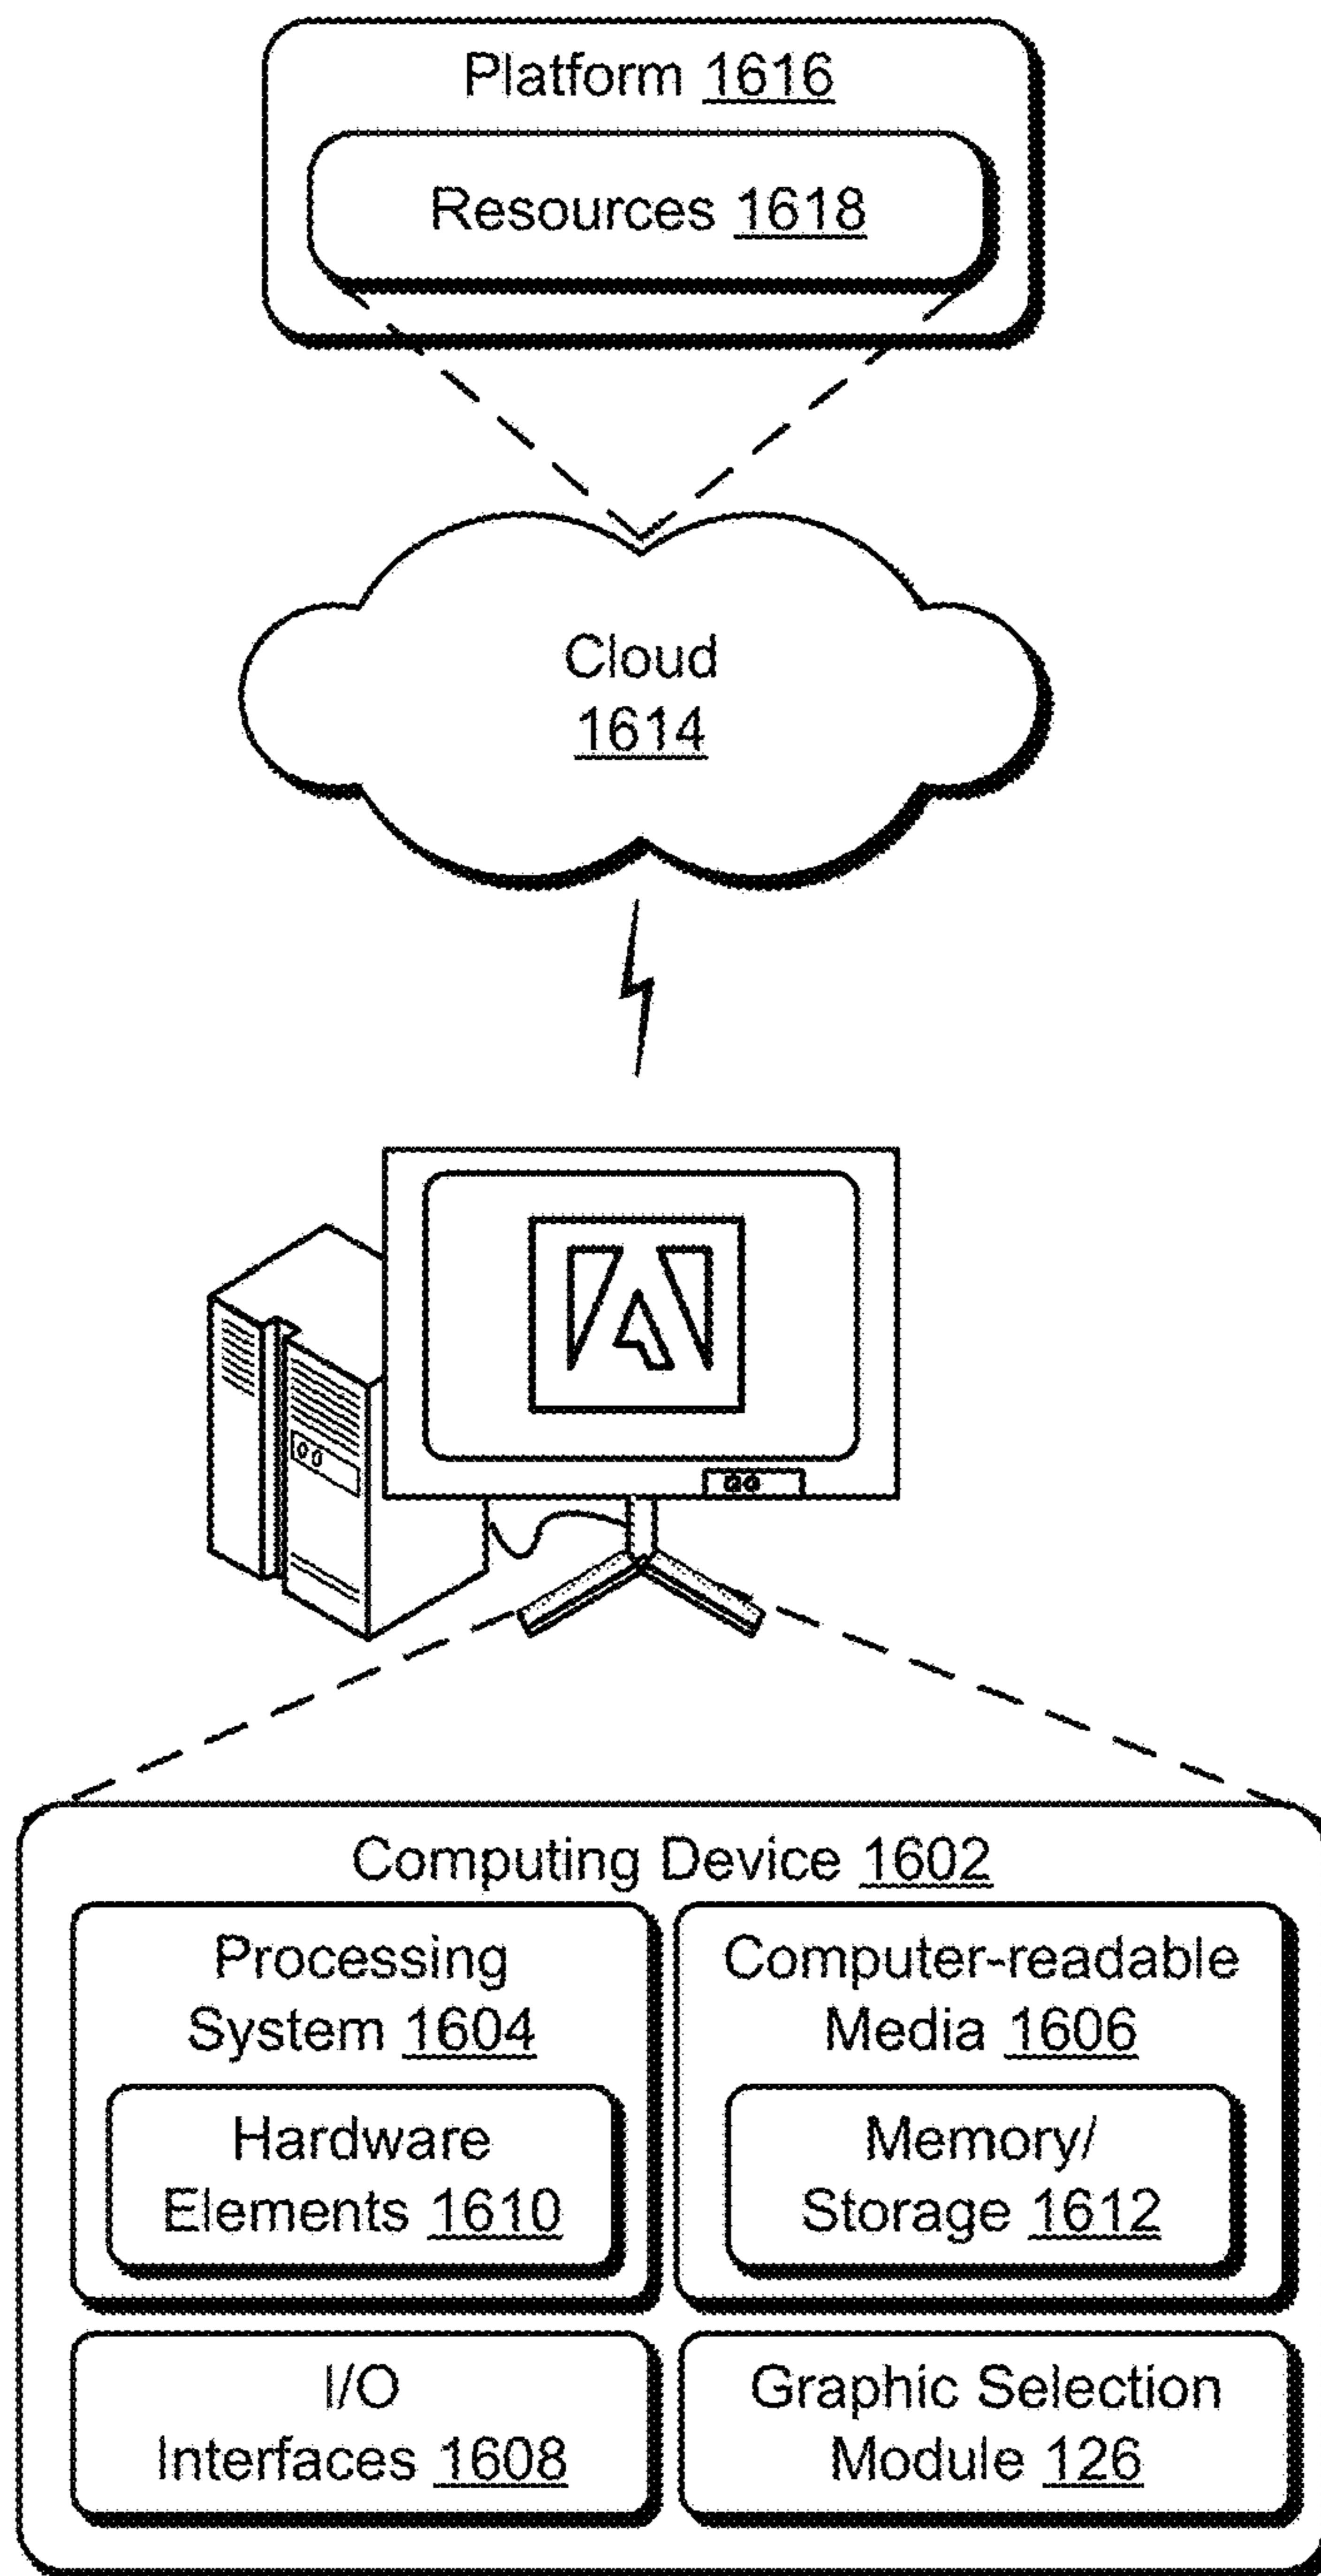 Platform 1616
Resources 1618
Cloud
1614
Computing Device 1602
Processing
System 1604
Hardware
Elements 1610
Computer-readable
Media 1606
Memory/
Storage 1612
I/O
Interfaces 1608
Graphic Selection
Module 126